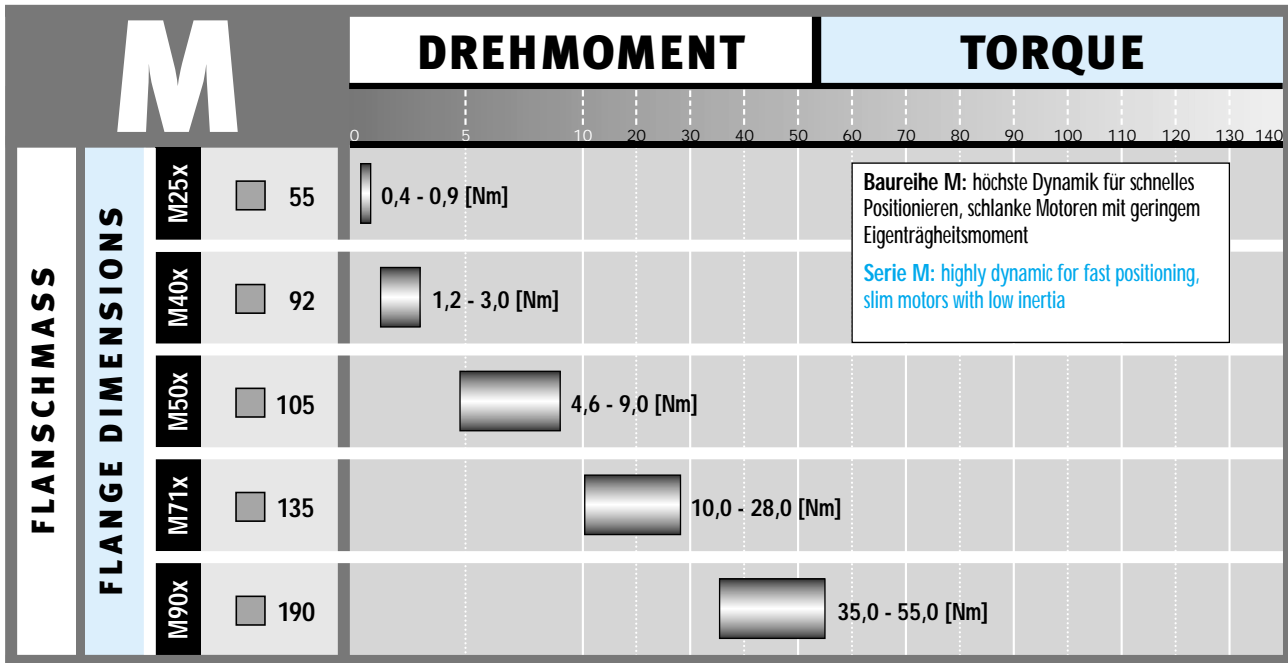 M
DREHMOMENT
TORQUE
0 5 10 20 30 40 50 60 70 80 90 100 110 120 130 140
FLANSCHMASS
FLANGE DIMENSIONS
M25x 55 0,4 - 0,9 [Nm]
M40x 92 1,2 - 3,0 [Nm]
M50x 105 4,6 - 9,0 [Nm]
M71x 135 10,0 - 28,0 [Nm]
M90x 190 35,0 - 55,0 [Nm]
Baureihe M: höchste Dynamik für schnelles
Positionieren, schlanke Motoren mit geringem
Eigenträgheitsmoment
Serie M: highly dynamic for fast positioning,
slim motors with low inertia